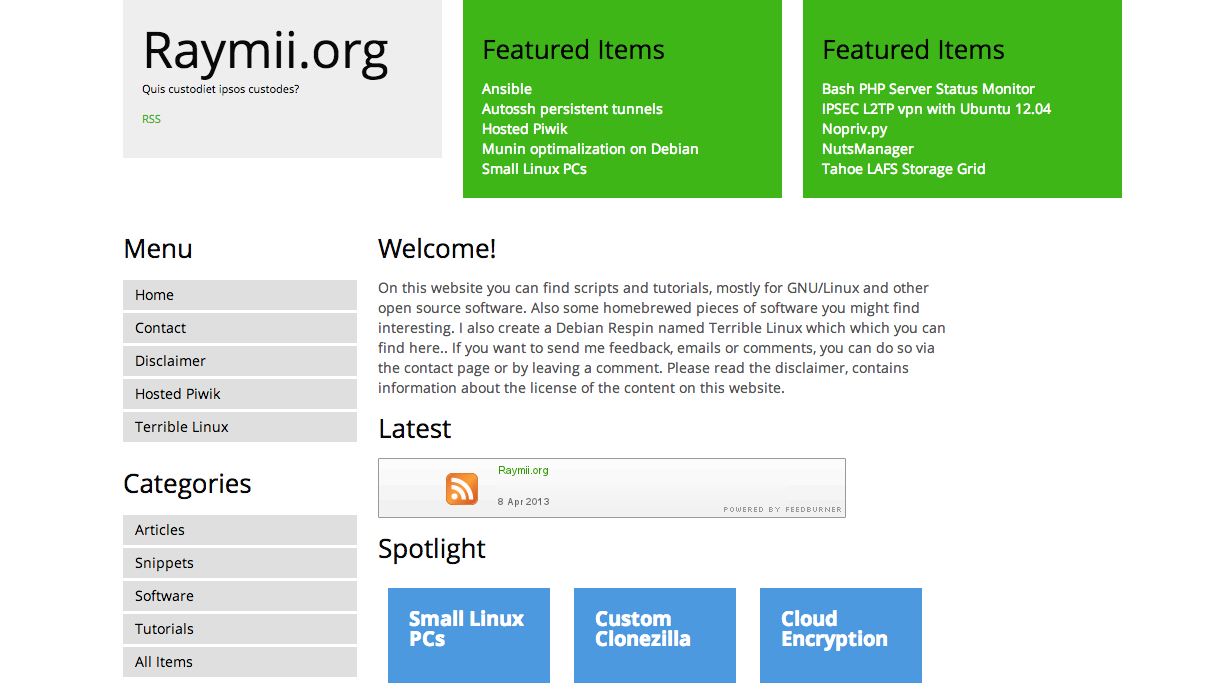 Raymii.org
Quis custodiet ipsos custodes?
RSS
Featured Items
Ansible
Autossh persistent tunnels
Hosted Piwik
Munin optimalization on Debian
Small Linux PCs
Featured Items
Bash PHP Server Status Monitor
IPSEC L2TP vpn with Ubuntu 12.04
Nopriv.py
NutsManager
Tahoe LAFS Storage Grid
Menu
Home
Contact
Disclaimer
Hosted Piwik
Terrible Linux
Categories
Articles
Snippets
Software
Tutorials
All Items
Welcome!
On this website you can find scripts and tutorials, mostly for GNU/Linux and other
open source software. Also some homebrewed pieces of software you might find
interesting. I also create a Debian Respin named Terrible Linux which which you can
find here.. If you want to send me feedback, emails or comments, you can do so via
the contact page or by leaving a comment. Please read the disclaimer, contains
information about the license of the content on this website.
Latest
Raymii.org
8 Apr 2013
POWERED BY FEEDBURNER
Spotlight
Small Linux
PCs
Custom
Clonezilla
Cloud
Encryption